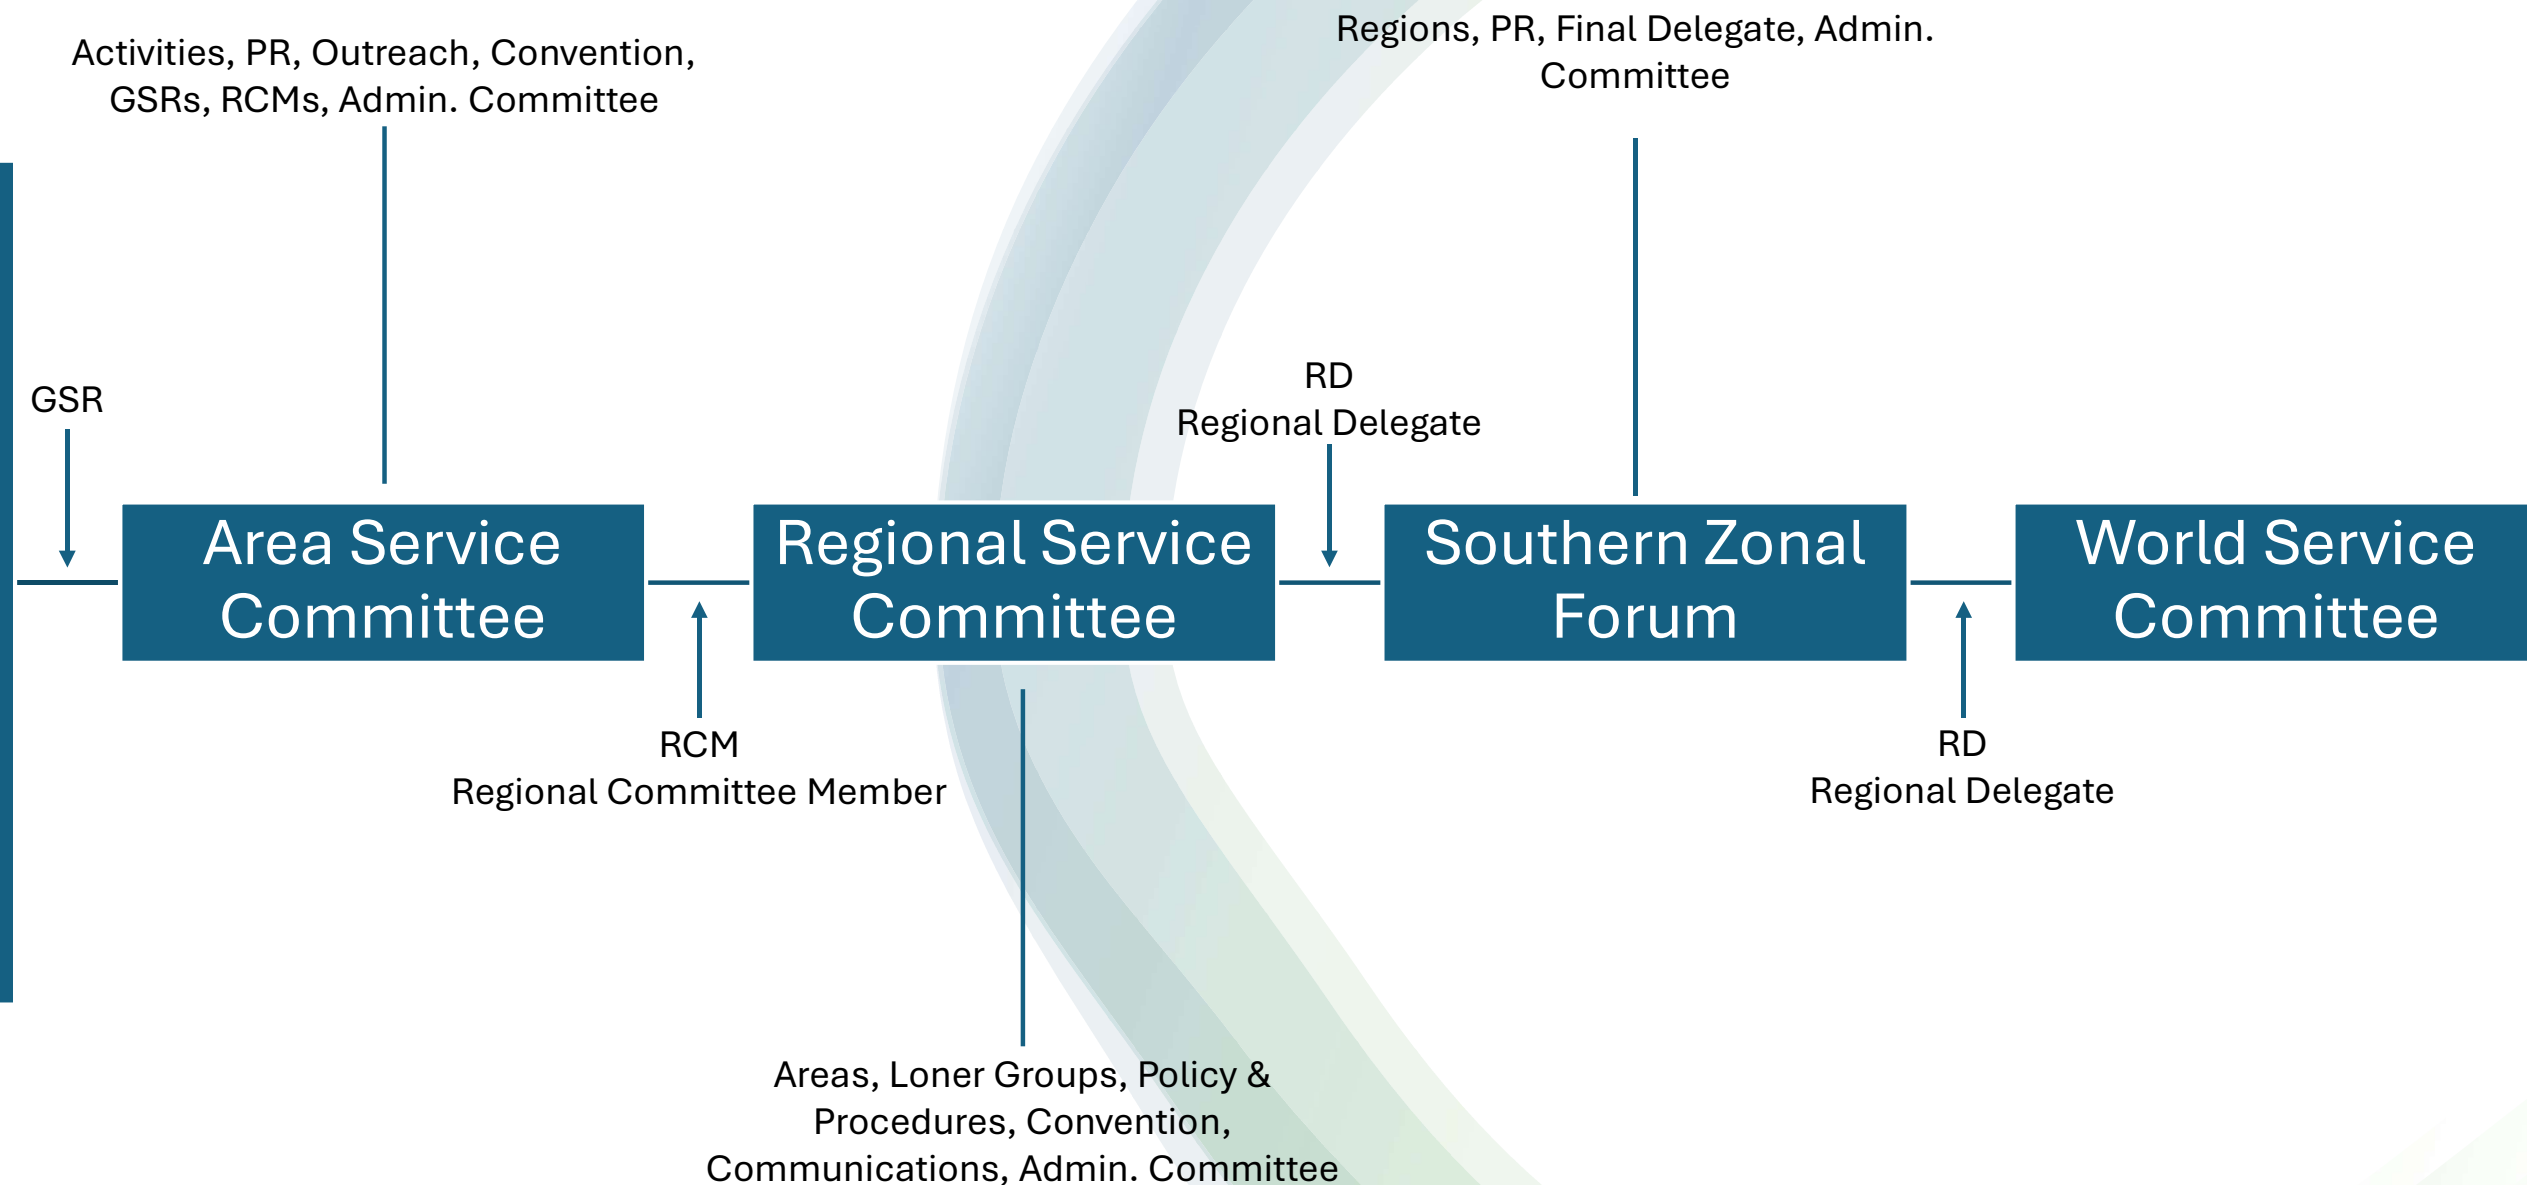 Activities, PR, Outreach, Convention,
GSRs, RCMs, Admin. Committee
Regions, PR, Final Delegate, Admin.
Committee
GSR
RD
Regional Delegate
Area Service
Committee
Regional Service
Committee
Southern Zonal
Forum
World Service
Committee
RCM
Regional Committee Member
RD
Regional Delegate
Areas, Loner Groups, Policy &
Procedures, Convention,
Communications, Admin. Committee